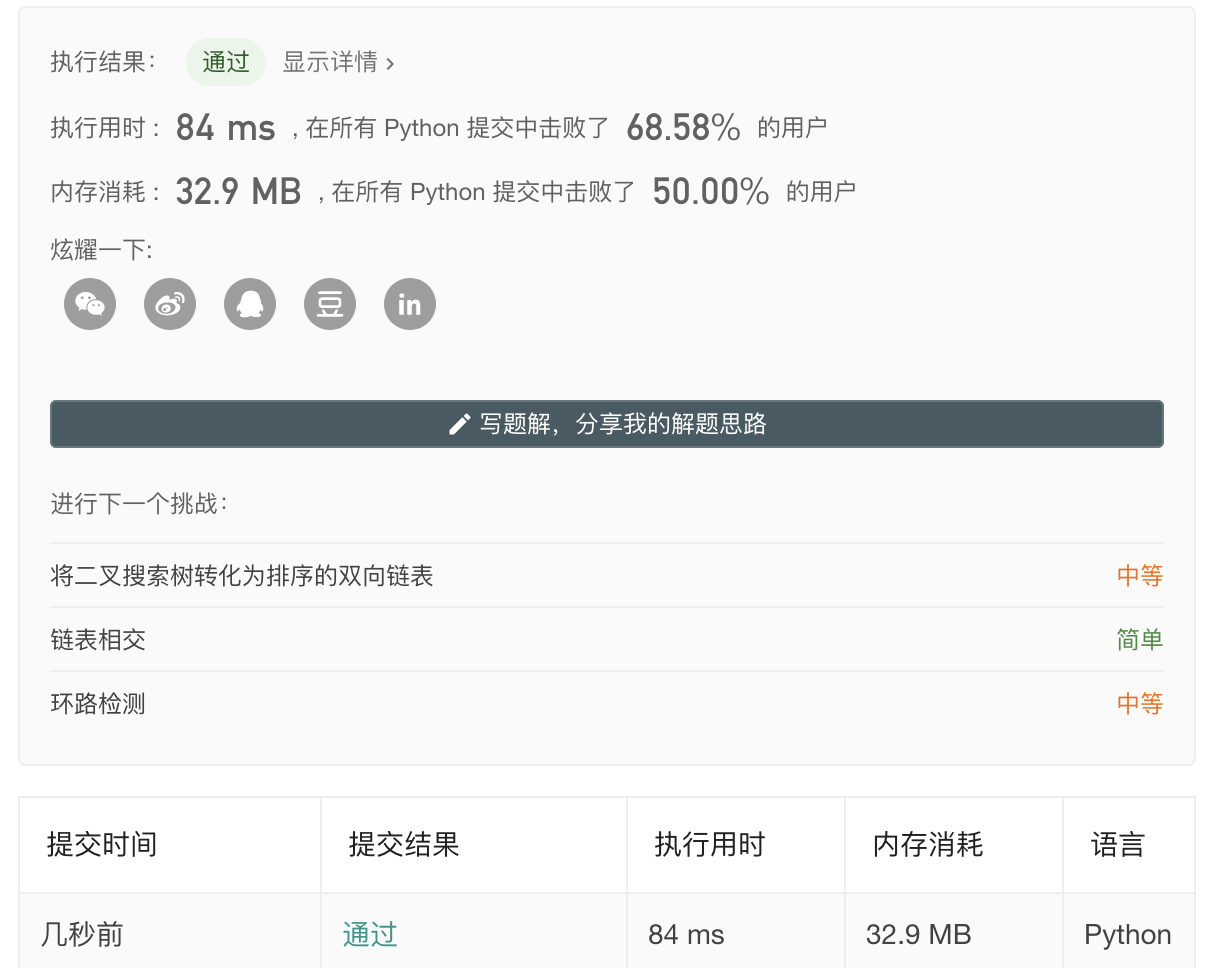 执行结果： 通过 显示详情 ›
执行用时 : 84 ms , 在所有 Python 提交中击败了 68.58% 的用户
内存消耗 : 32.9 MB , 在所有 Python 提交中击败了 50.00% 的用户
炫耀一下:
豆 in
写题解，分享我的解题思路
进行下一个挑战：
将二叉搜索树转化为排序的双向链表 中等
链表相交 简单
环路检测 中等
提交时间 提交结果 执行用时 内存消耗 语言
几秒前 通过 84 ms 32.9 MB Python